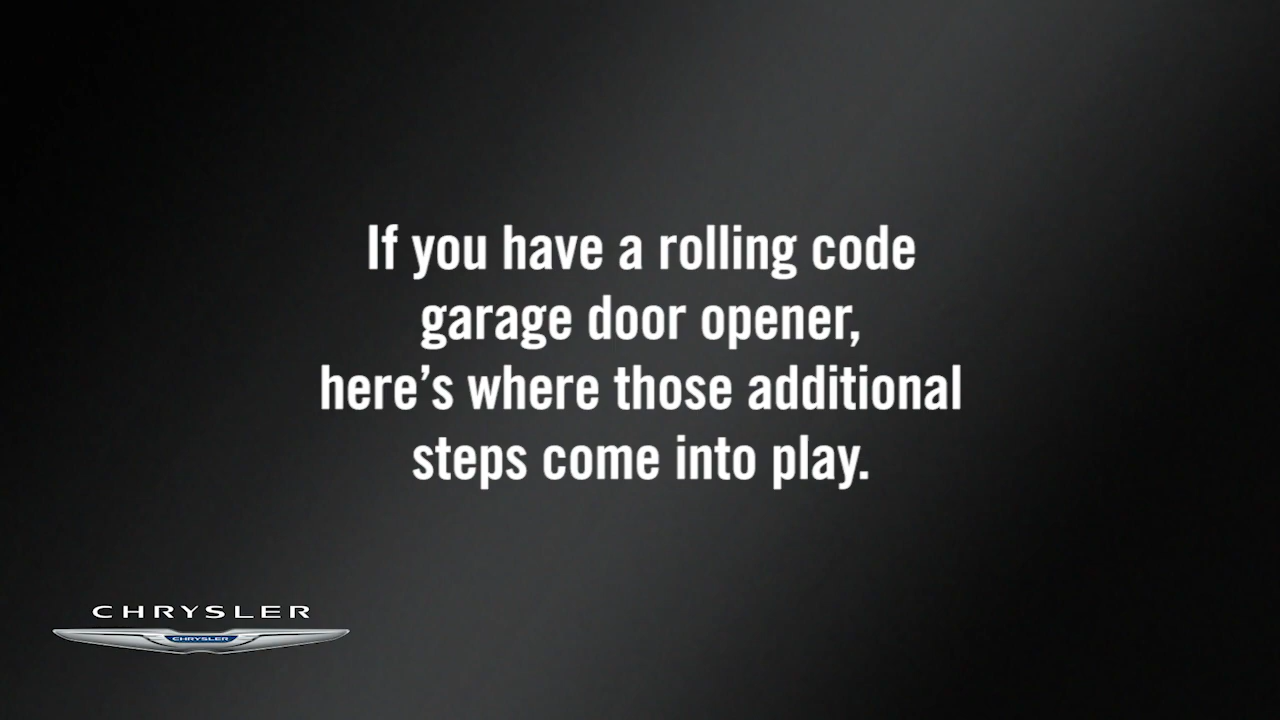 If you have a rolling code
garage door opener,
here's where those additional
steps come into play.
CHRYSLER
CHRYSLER